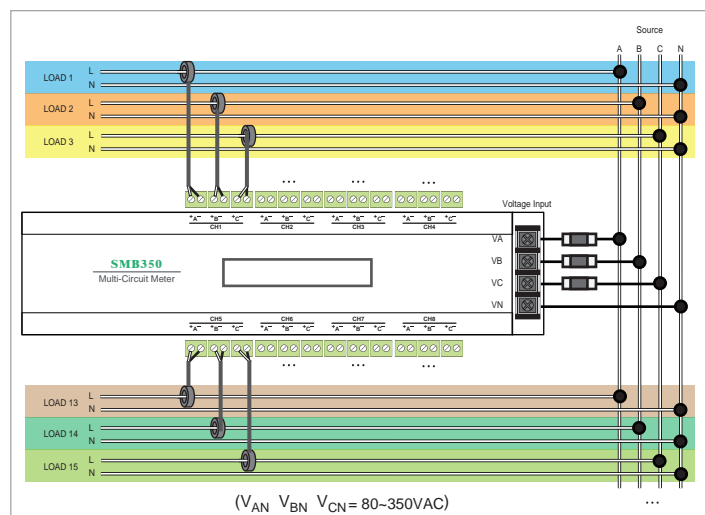 Source
A B C N
LOAD 1 L
N
LOAD 2 L
N
LOAD 3 L
N
... ... ...
+A− +B− +C− +A− +B− +C− +A− +B− +C− +A− +B− +C−
CH1 CH2 CH3 CH4
Voltage Input
VA
VB
VC
VN
SMB350
Multi-Circuit Meter
CH5 CH6 CH7 CH8
+A− +B− +C− +A− +B− +C− +A− +B− +C− +A− +B− +C−
... ... ...
LOAD 13 L
N
LOAD 14 L
N
LOAD 15 L
N
(VAN VBN VCN = 80~350VAC)
...